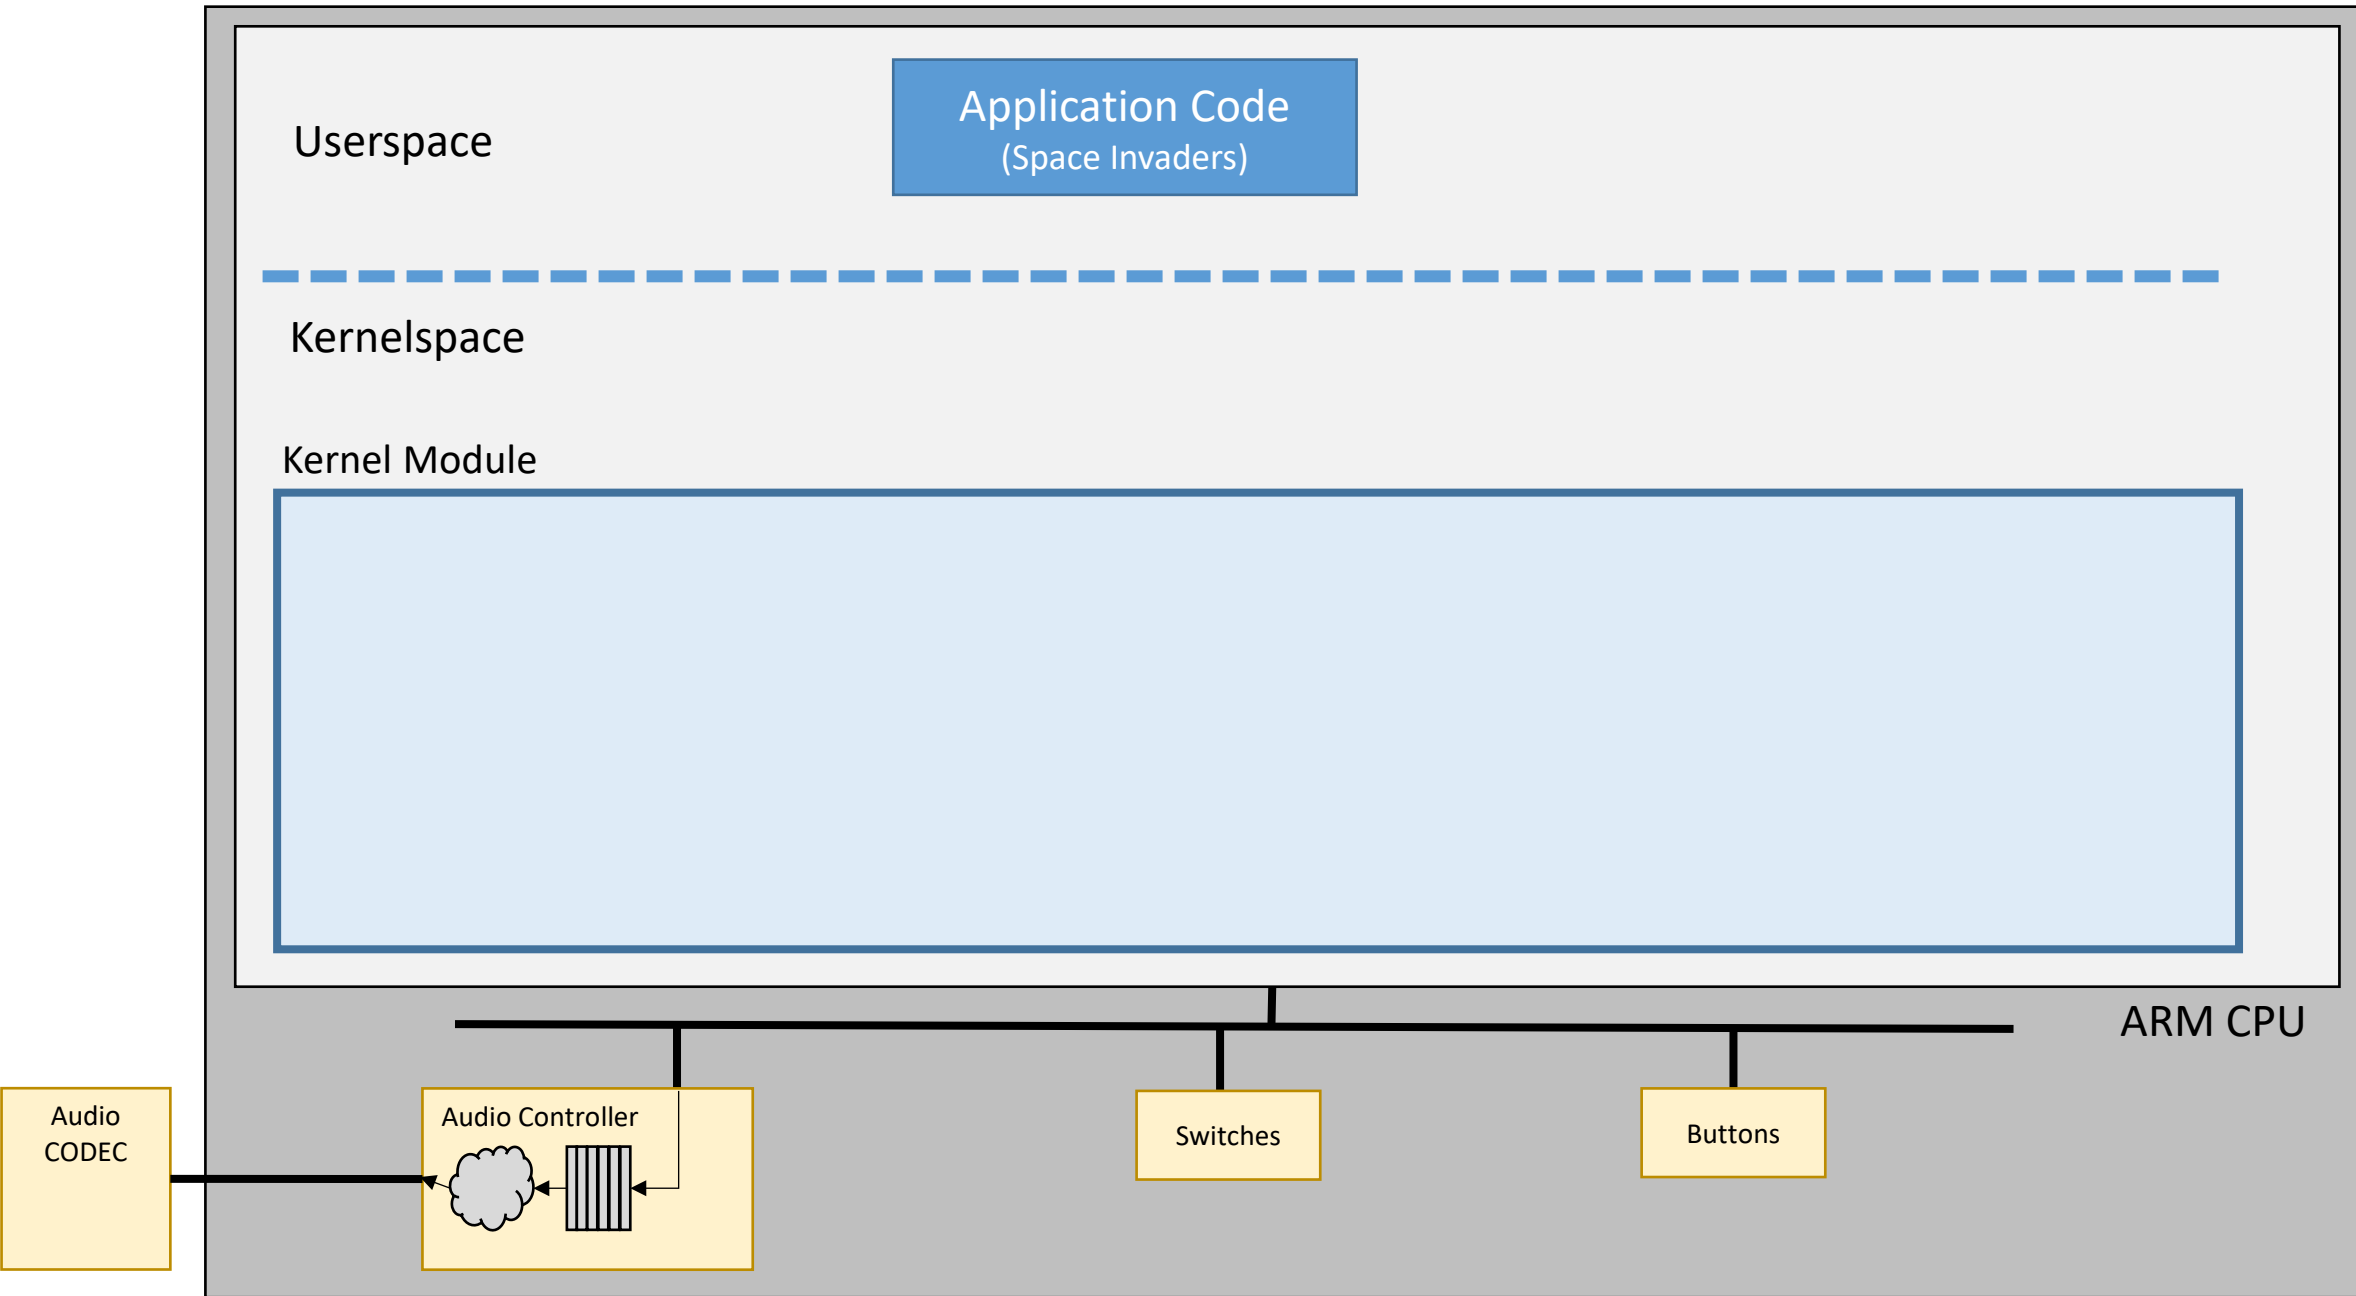 Application Code
(Space Invaders)
Userspace
Kernelspace
Kernel Module
ARM CPU
Audio
CODEC
Audio Controller
Switches
Buttons